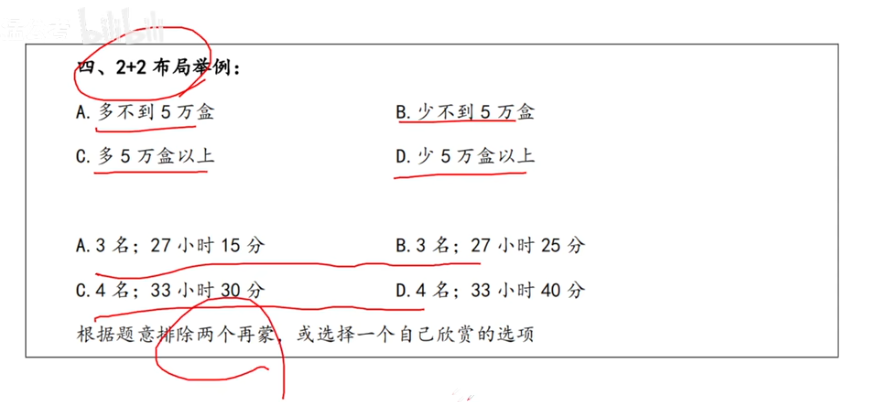 四、2+2 布局举例：
A.多不到 5 万盒 B.少不到 5 万盒
C.多 5 万盒以上 D.少 5 万盒以上
A.3 名；27 小时 15 分 B.3 名；27 小时 25 分
C.4 名；33 小时 30 分 D.4 名；33 小时 40 分
根据题意排除两个再蒙，或选择一个自己欣赏的选项